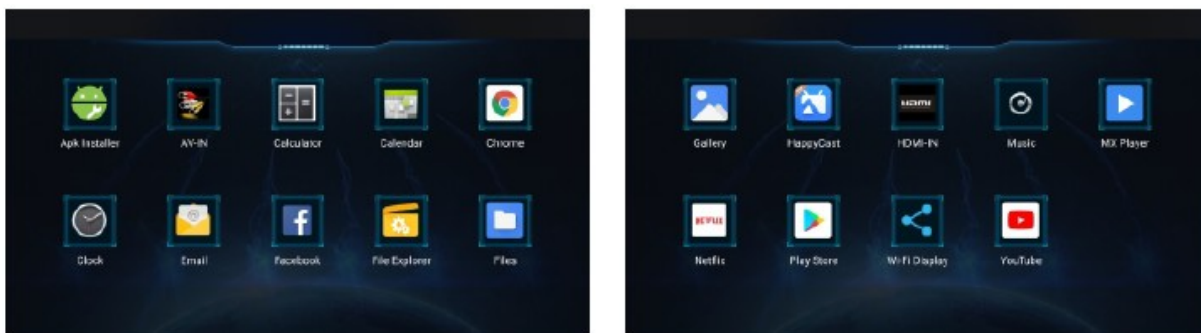 Apk Installer AV-IN Calculator Calendar Chrome
Clock Email Facebook File Explorer Files
Gallery HappyCast HDMI-IN Music MX Player
NETFLIX
Netflix Play Store Wi-Fi Display YouTube